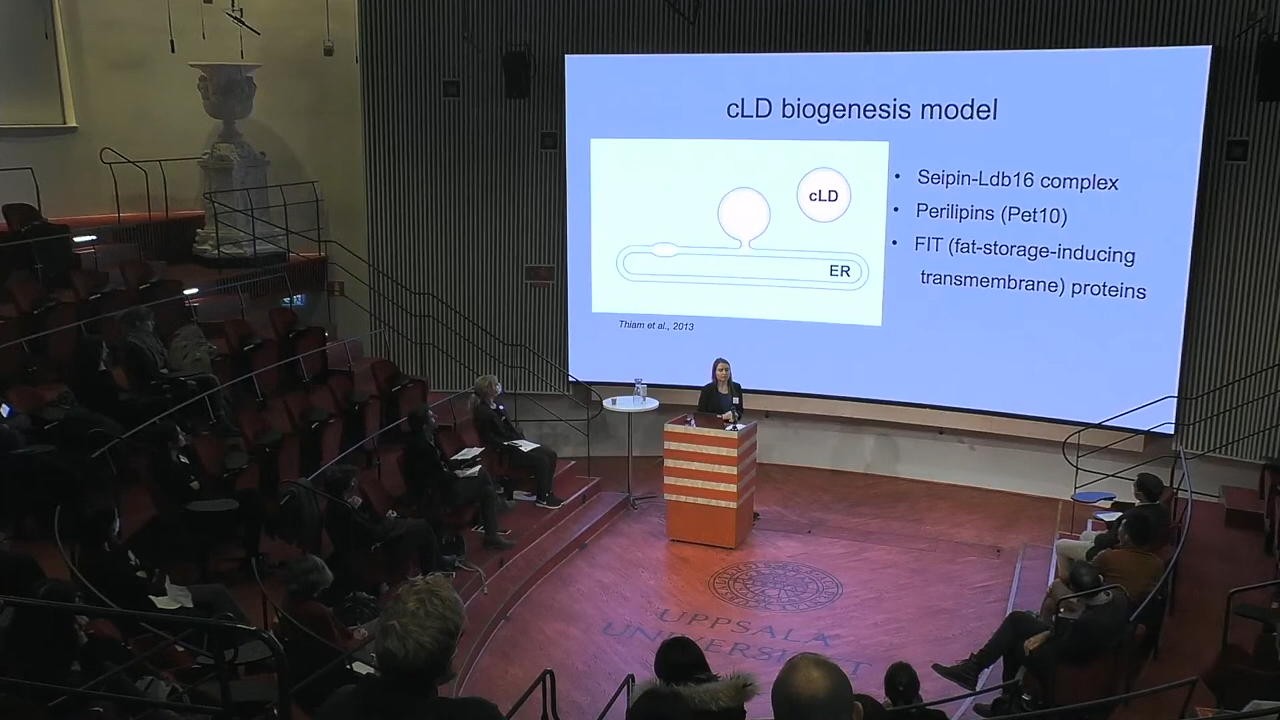 cLD biogenesis model
cLD
ER
• Seipin-Ldb16 complex
• Perilipins (Pet10)
• FIT (fat-storage-inducing
transmembrane) proteins
Thiam et al., 2013
UPPSALA
UNIVERSITET